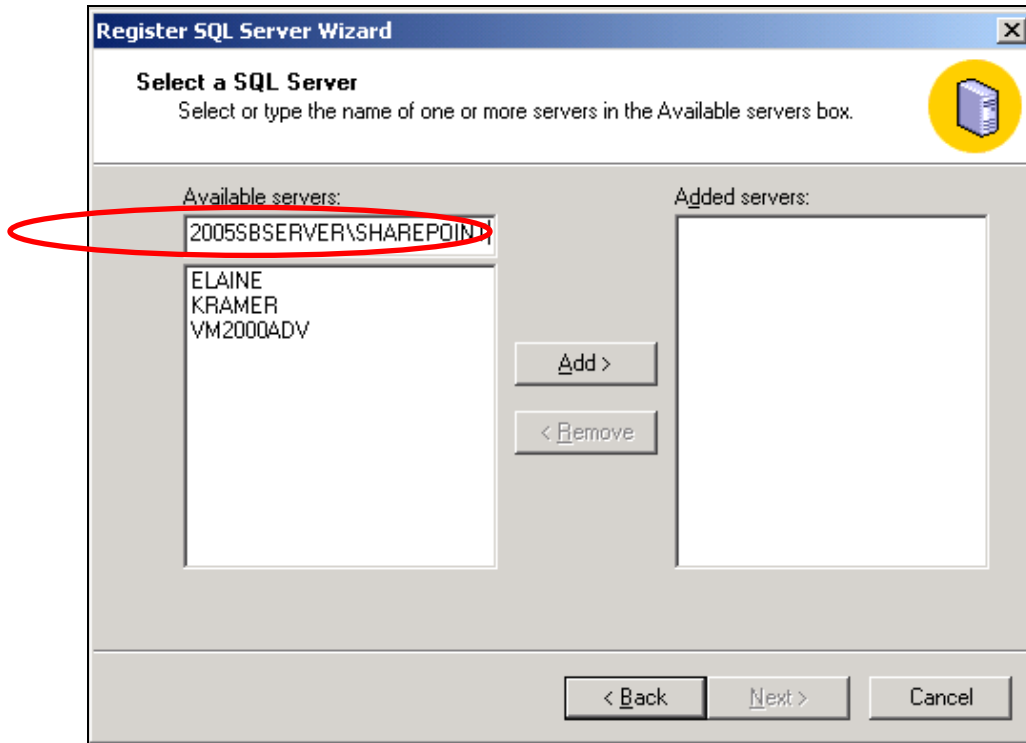 Register SQL Server Wizard
Select a SQL Server
Select or type the name of one or more servers in the Available servers box.
Available servers:
Added servers:
2005SBSERVER\SHAREPOINT
ELAINE
KRAMER
VM2000ADV
Add >
< Remove
< Back
Next >
Cancel